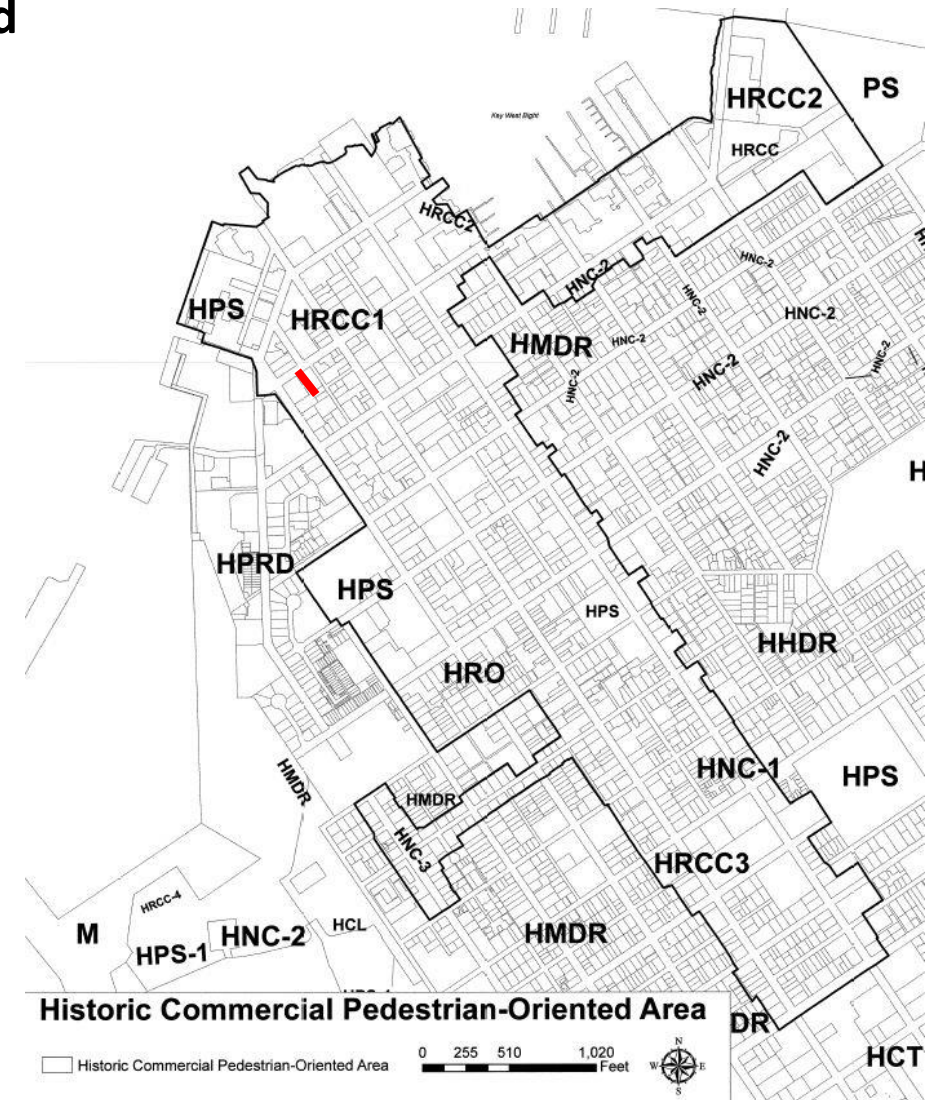 d
HRCC2
PS
Key West Bight
HRCC
HRCC2
HNC-2
HNC-2
HPS
HRCC1
HNC-2
HNC-2
HMDR
HNC-2
HNC-2
HNC-2
HNC-2
HNC-2
H
HPRD
HPS
HPS
HHDR
HRO
HNC-1
HPS
HMDR
HMDR
HNC-3
HRCC3
HRCC-4
M
HPS-1
HNC-2
HCL
HMDR
Historic Commercial Pedestrian-Oriented Area
DR
HCT
Historic Commercial Pedestrian-Oriented Area
0 255 510 1,020
Feet
N
W E
S